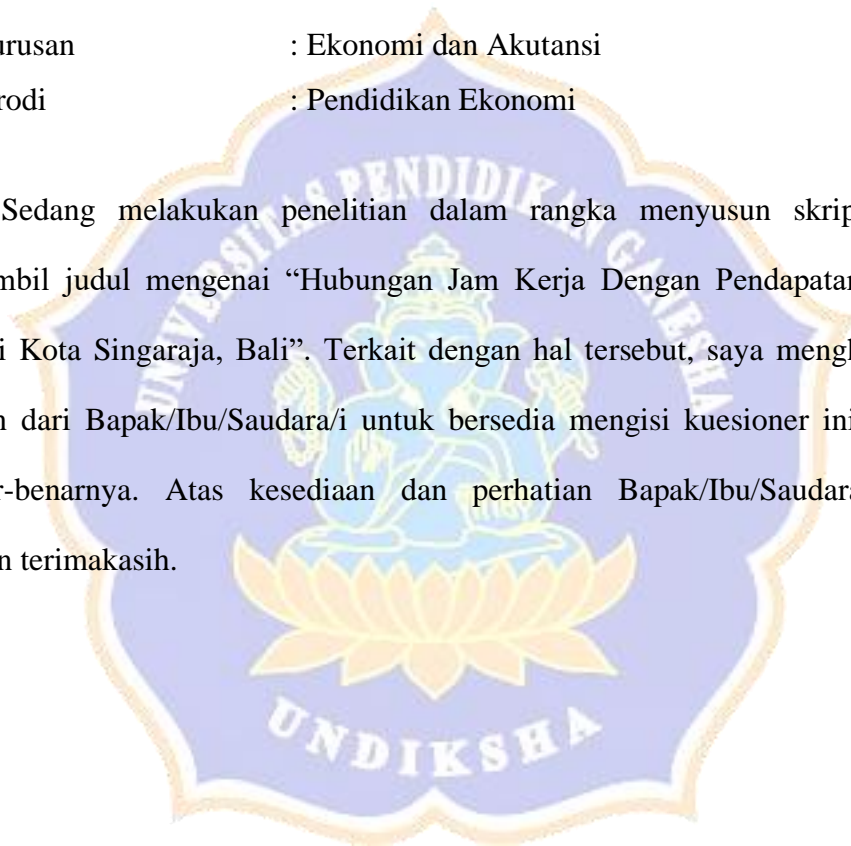 urusan : Ekonomi dan Akutansi
rodi : Pendidikan Ekonomi
Sedang melakukan penelitian dalam rangka menyusun skrip
mbil judul mengenai “Hubungan Jam Kerja Dengan Pendapatan
i Kota Singaraja, Bali”. Terkait dengan hal tersebut, saya mengh
n dari Bapak/Ibu/Saudara/i untuk bersedia mengisi kuesioner ini
r-benarnya. Atas kesediaan dan perhatian Bapak/Ibu/Saudara
n terimakasih.
UNIVERSITAS PENDIDIKAN GANESHA
UNDIKSHA